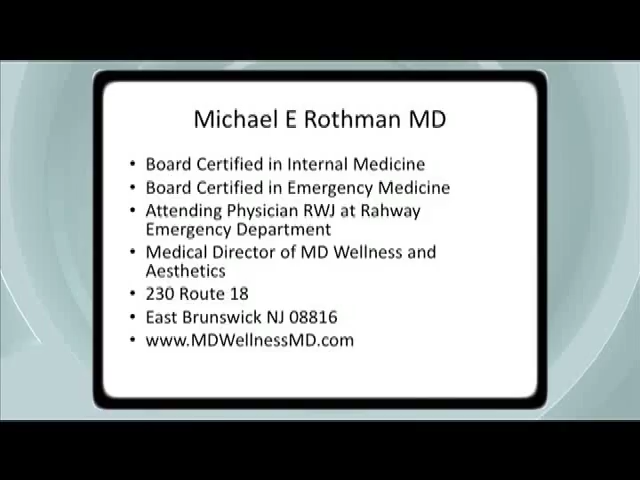 Michael E Rothman MD
• Board Certified in Internal Medicine
• Board Certified in Emergency Medicine
• Attending Physician RWJ at Rahway
Emergency Department
• Medical Director of MD Wellness and
Aesthetics
• 230 Route 18
• East Brunswick NJ 08816
• www.MDWellnessMD.com